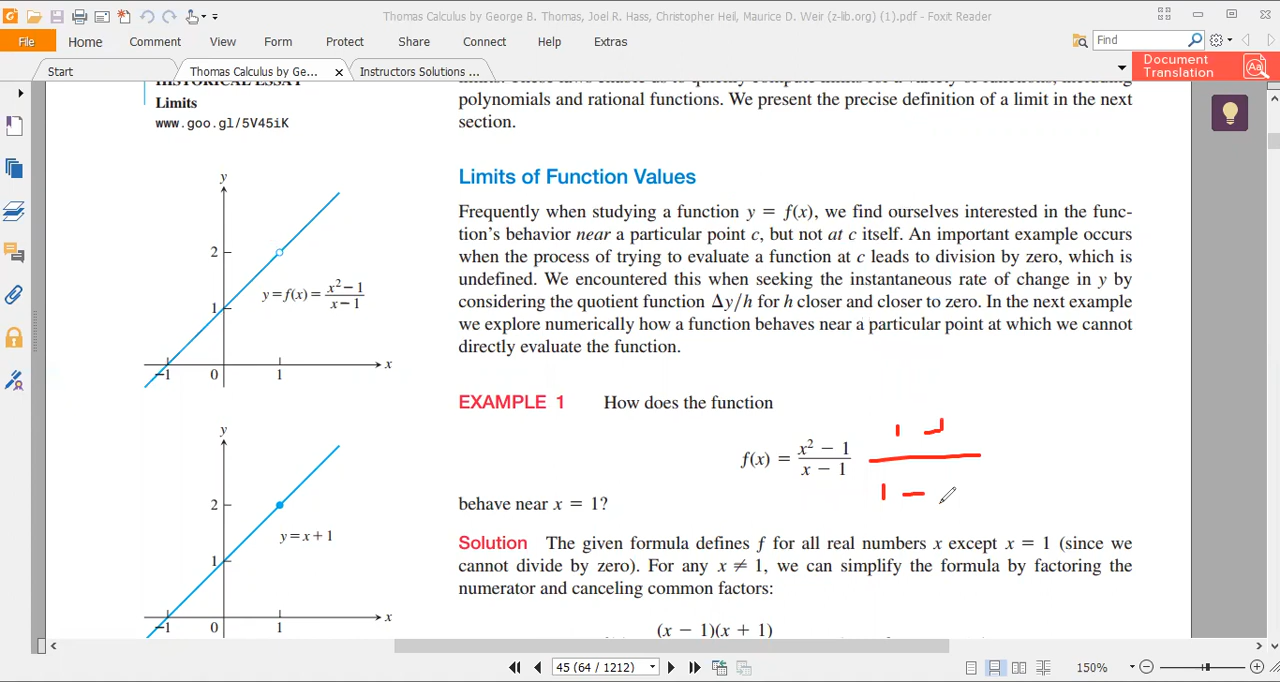 Thomas Calculus by George B. Thomas, Joel R. Hass, Christopher Heil, Maurice D. Weir (z-lib.org) (1).pdf - Foxit Reader
File Home Comment View Form Protect Share Connect Help Extras
Find
Start
Thomas Calculus by Ge... ×
Instructors Solutions ...
Document
Translation
HISTORICAL ESSAY
Limits
www.goo.gl/5V45iK
polynomials and rational functions. We present the precise definition of a limit in the next
section.
Limits of Function Values
Frequently when studying a function y = f(x), we find ourselves interested in the func-
tion's behavior near a particular point c, but not at c itself. An important example occurs
when the process of trying to evaluate a function at c leads to division by zero, which is
undefined. We encountered this when seeking the instantaneous rate of change in y by
considering the quotient function Δy/h for h closer and closer to zero. In the next example
we explore numerically how a function behaves near a particular point at which we cannot
directly evaluate the function.
EXAMPLE 1 How does the function
f(x) = x² − 1
x − 1
1 -
1 -
behave near x = 1?
Solution The given formula defines f for all real numbers x except x = 1 (since we
cannot divide by zero). For any x ≠ 1, we can simplify the formula by factoring the
numerator and canceling common factors:
(x − 1)(x + 1)
y
2
1
y = f(x) = x² − 1
x − 1
−1 0 1 x
y
2
1
y = x + 1
−1 0 1 x
45 (64 / 1212)
150%